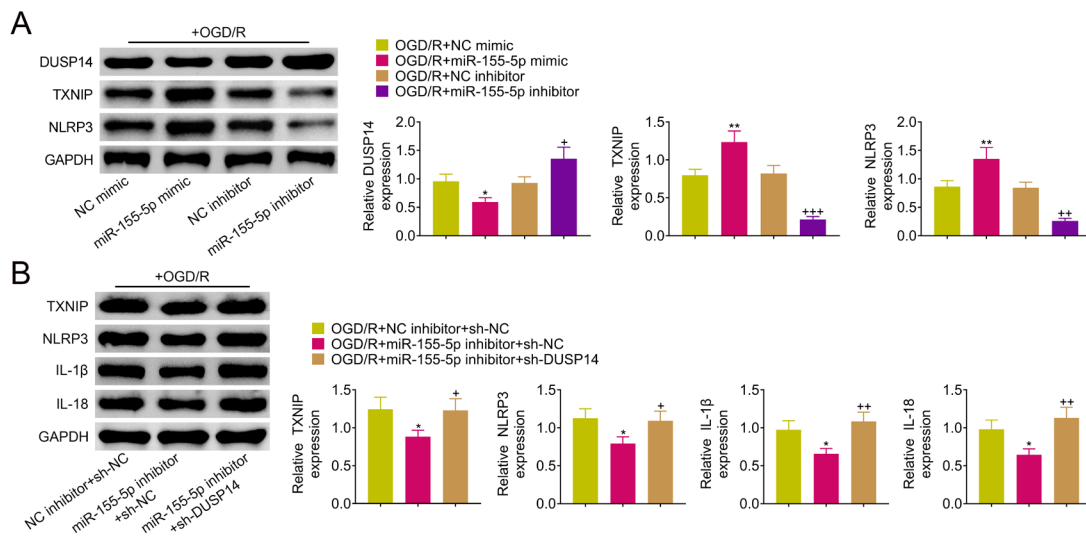 A
+OGD/R
DUSP14
TXNIP
NLRP3
GAPDH
NC mimic
miR-155-5p mimic
NC inhibitor
miR-155-5p inhibitor
OGD/R+NC mimic
OGD/R+miR-155-5p mimic
OGD/R+NC inhibitor
OGD/R+miR-155-5p inhibitor
Relative DUSP14
expression
2.0
1.5
1.0
0.5
0.0
*
+
Relative TXNIP
expression
1.5
1.0
0.5
0.0
**
+++
Relative NLRP3
expression
2.0
1.5
1.0
0.5
0.0
**
++
B
+OGD/R
TXNIP
NLRP3
IL-1β
IL-18
GAPDH
NC inhibitor+sh-NC
miR-155-5p inhibitor
+sh-NC
miR-155-5p inhibitor
+sh-DUSP14
OGD/R+NC inhibitor+sh-NC
OGD/R+miR-155-5p inhibitor+sh-NC
OGD/R+miR-155-5p inhibitor+sh-DUSP14
Relative TXNIP
expression
1.5
1.0
0.5
0.0
*
+
Relative NLRP3
expression
1.5
1.0
0.5
0.0
*
+
Relative IL-1β
expression
1.5
1.0
0.5
0.0
*
++
Relative IL-18
expression
1.5
1.0
0.5
0.0
*
++